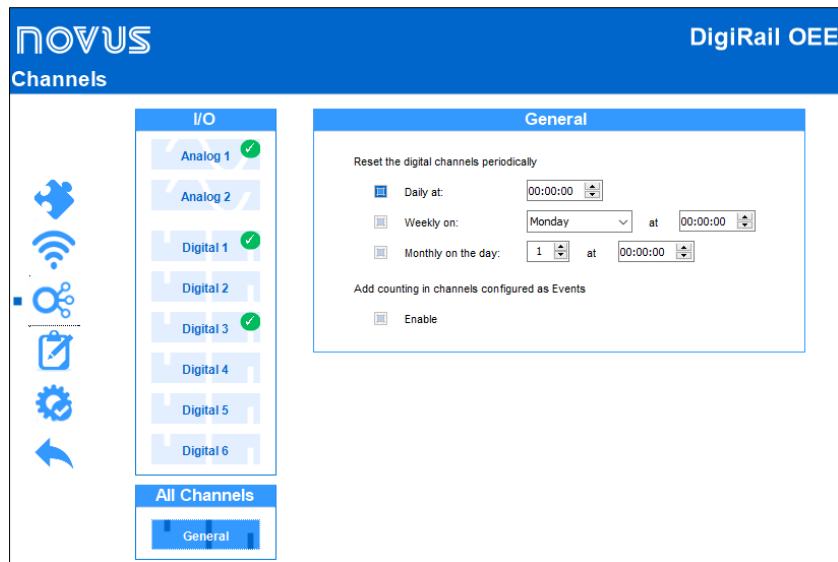 novus
DigiRail OEE
Channels
I/O
Analog 1
Analog 2
Digital 1
Digital 2
Digital 3
Digital 4
Digital 5
Digital 6
All Channels
General
General
Reset the digital channels periodically
Daily at: 00:00:00
Weekly on: Monday at 00:00:00
Monthly on the day: 1 at 00:00:00
Add counting in channels configured as Events
Enable